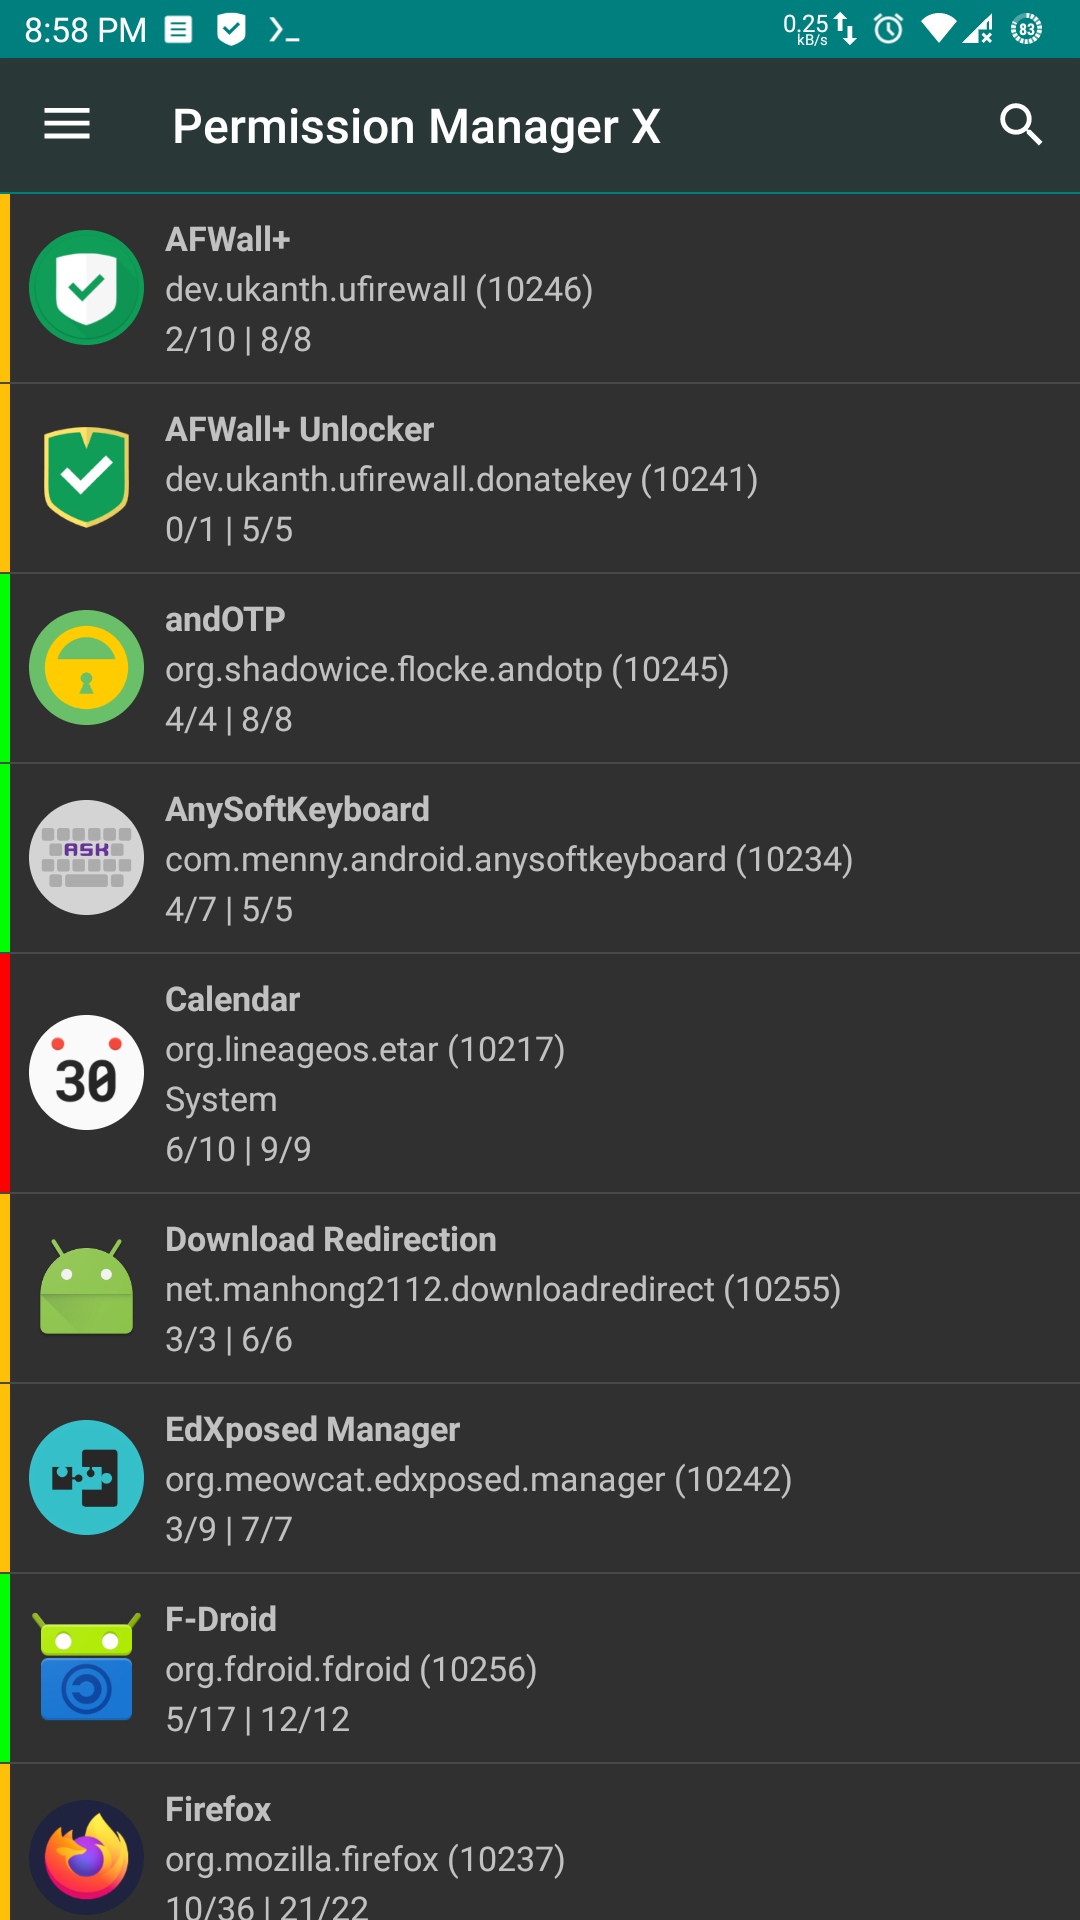 8:58 PM
0.25
kB/s
83
Permission Manager X
AFWall+
dev.ukanth.ufirewall (10246)
2/10 | 8/8
AFWall+ Unlocker
dev.ukanth.ufirewall.donatekey (10241)
0/1 | 5/5
andOTP
org.shadowice.flocke.andotp (10245)
4/4 | 8/8
ASK
AnySoftKeyboard
com.menny.android.anysoftkeyboard (10234)
4/7 | 5/5
30
Calendar
org.lineageos.etar (10217)
System
6/10 | 9/9
Download Redirection
net.manhong2112.downloadredirect (10255)
3/3 | 6/6
EdXposed Manager
org.meowcat.edxposed.manager (10242)
3/9 | 7/7
F-Droid
org.fdroid.fdroid (10256)
5/17 | 12/12
Firefox
org.mozilla.firefox (10237)
10/36 | 21/22